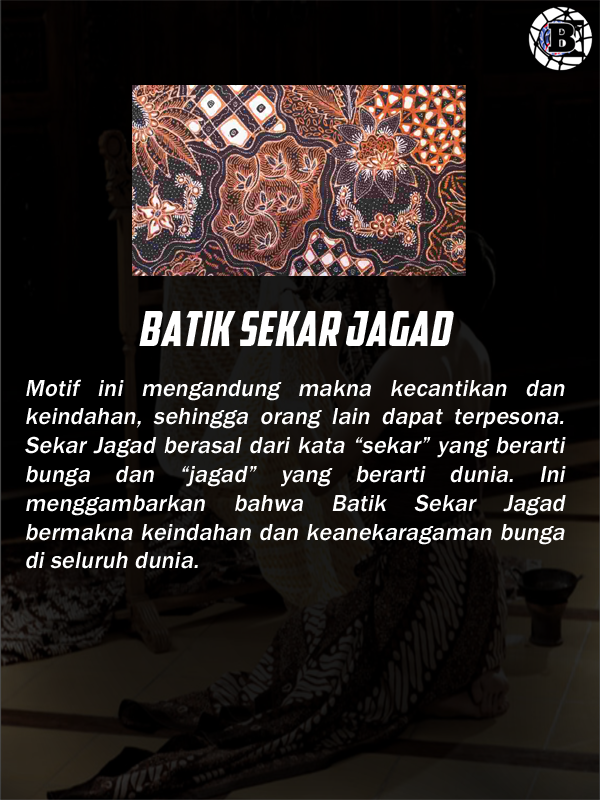 B
BATIK SEKAR JAGAD
Motif ini mengandung makna kecantikan dan
keindahan, sehingga orang lain dapat terpesona.
Sekar Jagad berasal dari kata “sekar” yang berarti
bunga dan “jagad” yang berarti dunia. Ini
menggambarkan bahwa Batik Sekar Jagad
bermakna keindahan dan keanekaragaman bunga
di seluruh dunia.